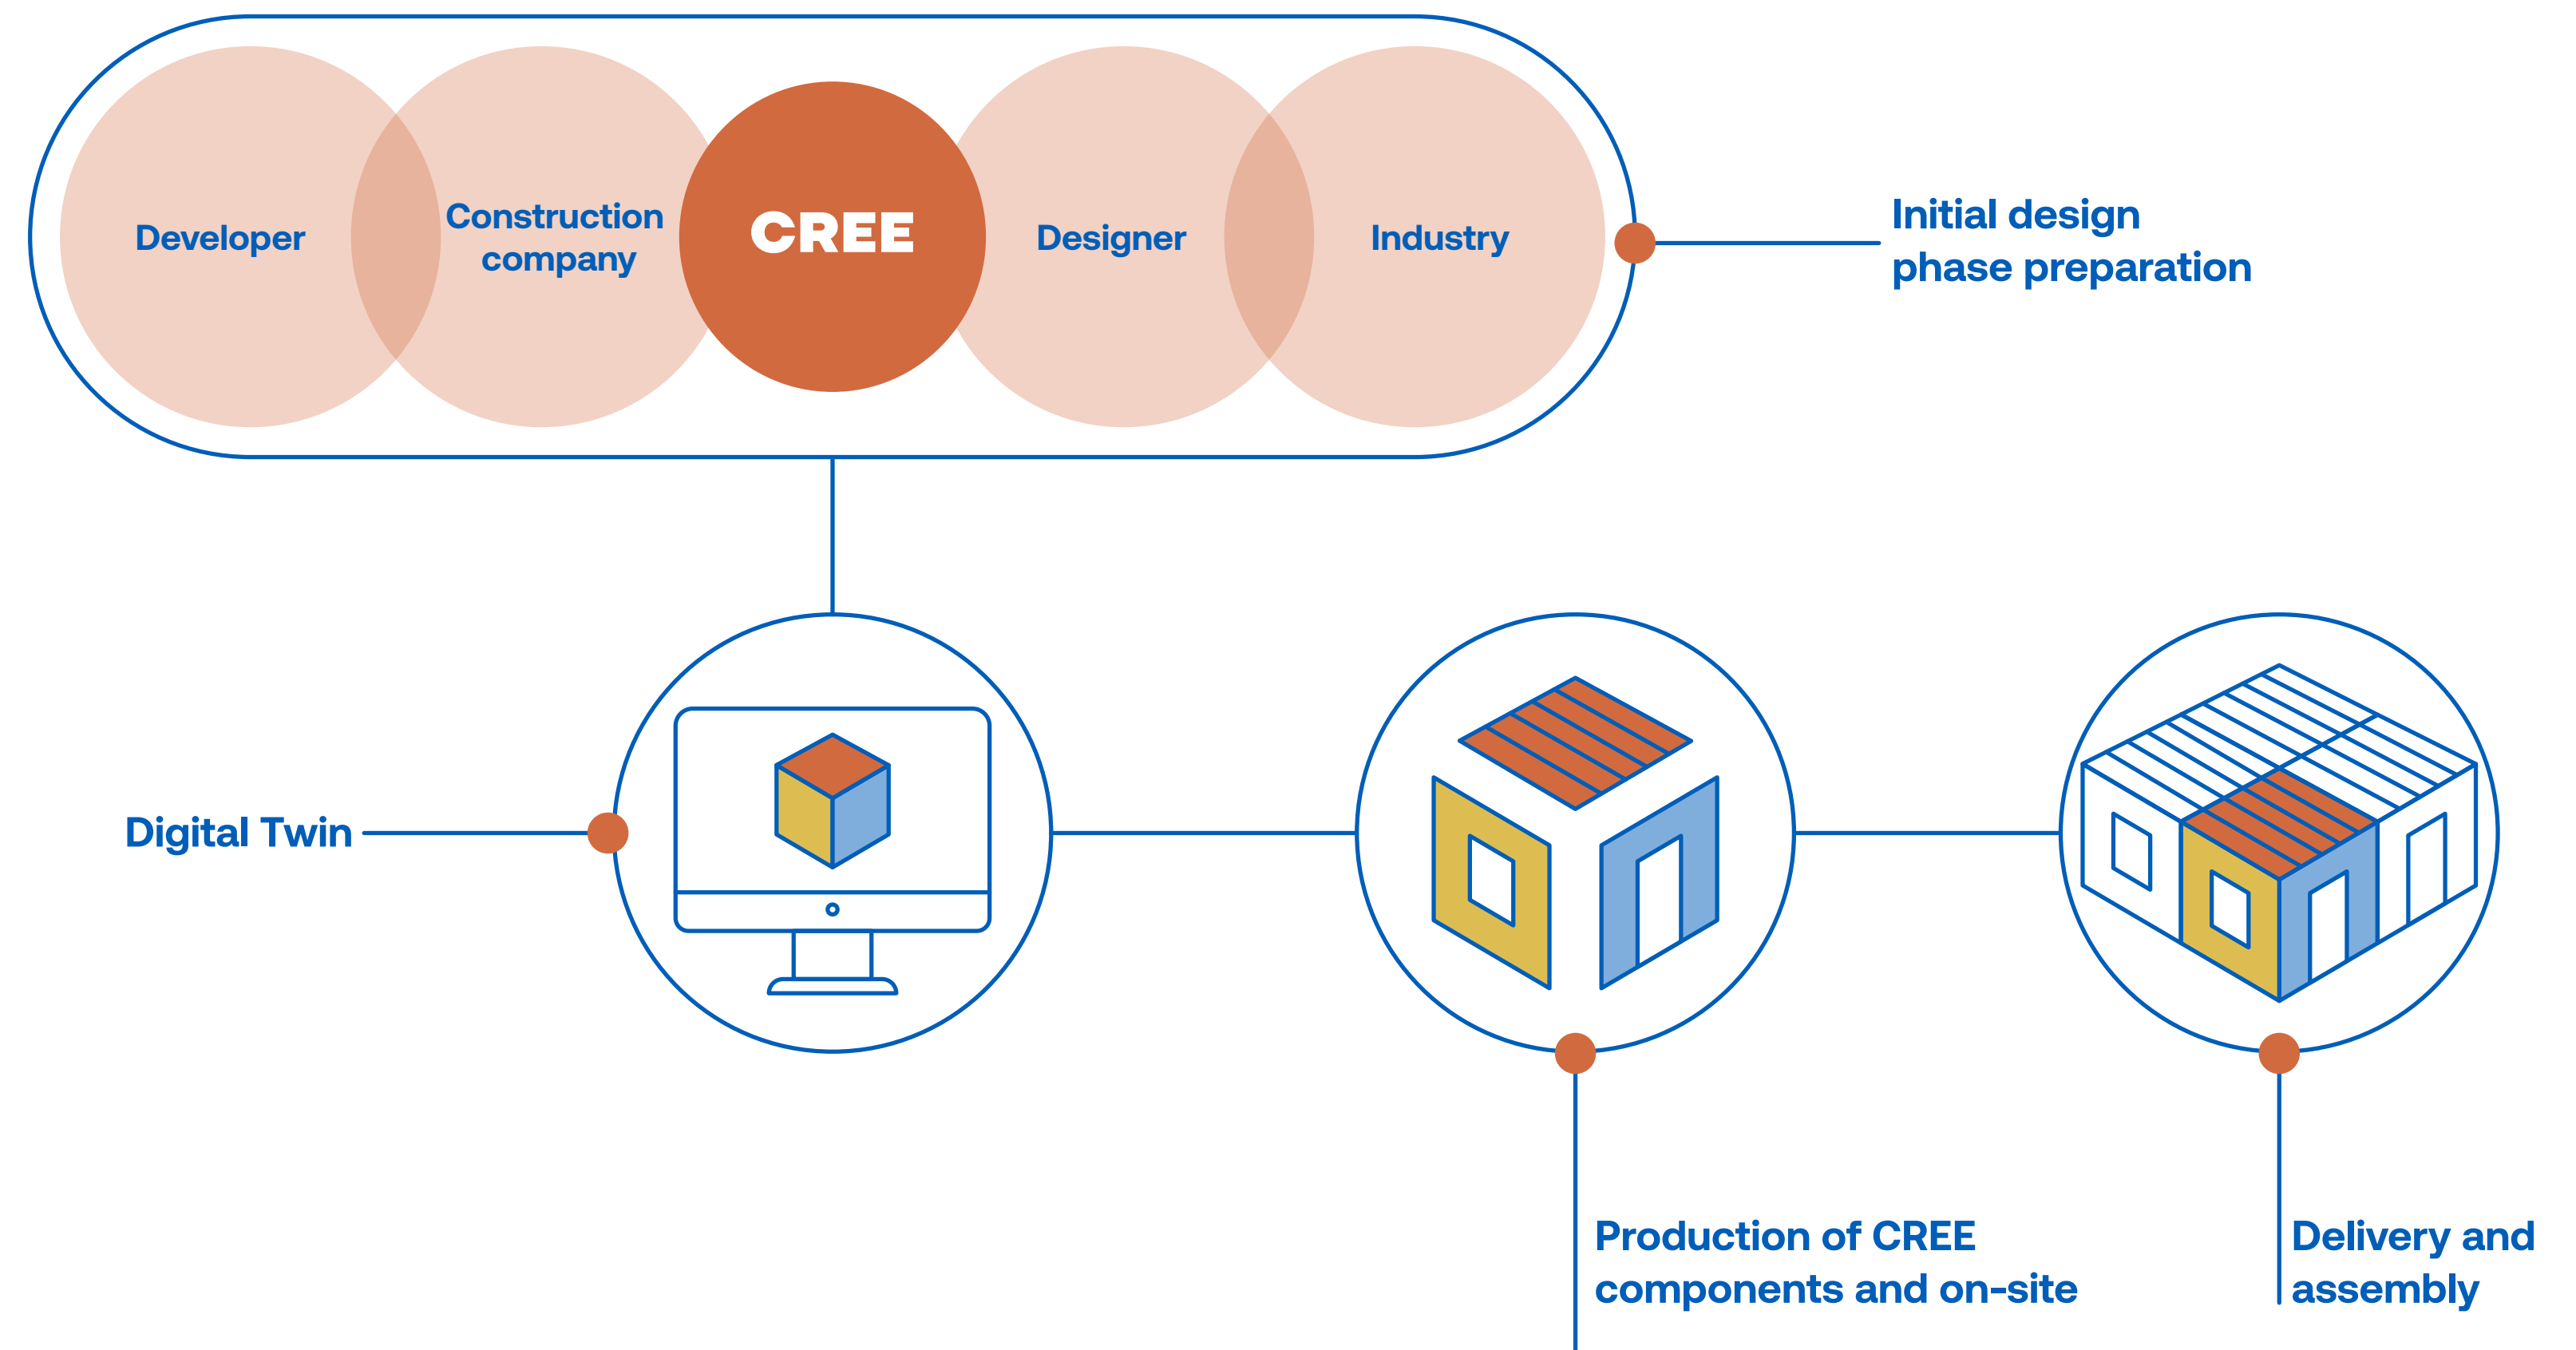 Developer
Construction
company
CREE
Designer
Industry
Initial design
phase preparation
Digital Twin
Production of CREE
components and on-site
Delivery and
assembly